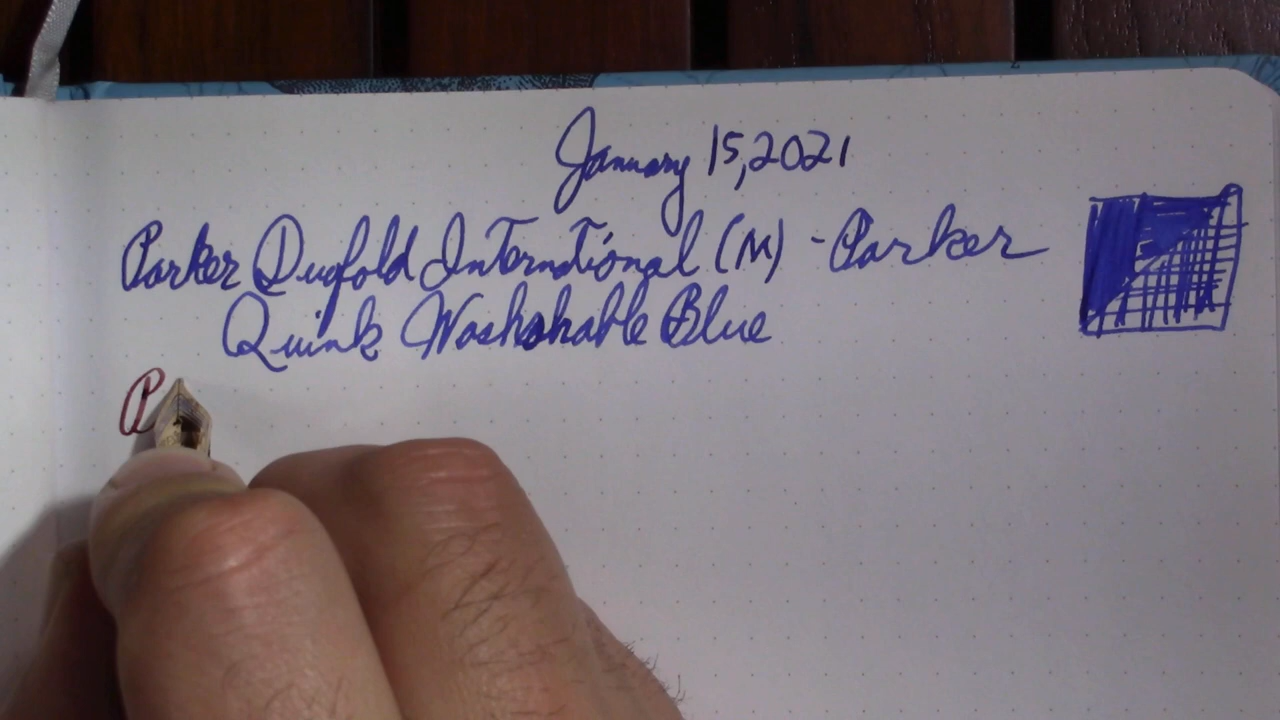 January 15, 2021
Parker Duofold International (M) - Parker
Quink Washable Blue
P